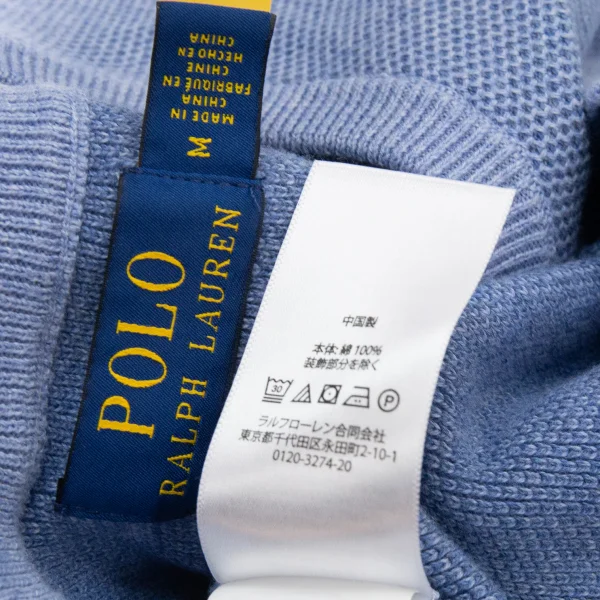 MADE IN
CHINA
FABRIQUÉ EN
CHINE
HECHO EN
CHINA
M
POLO
RALPH LAUREN
中国製
本体: 綿 100%
装飾部分を除く
30
P
ラルフローレン合同会社
東京都千代田区永田町2-10-1
0120-3274-20